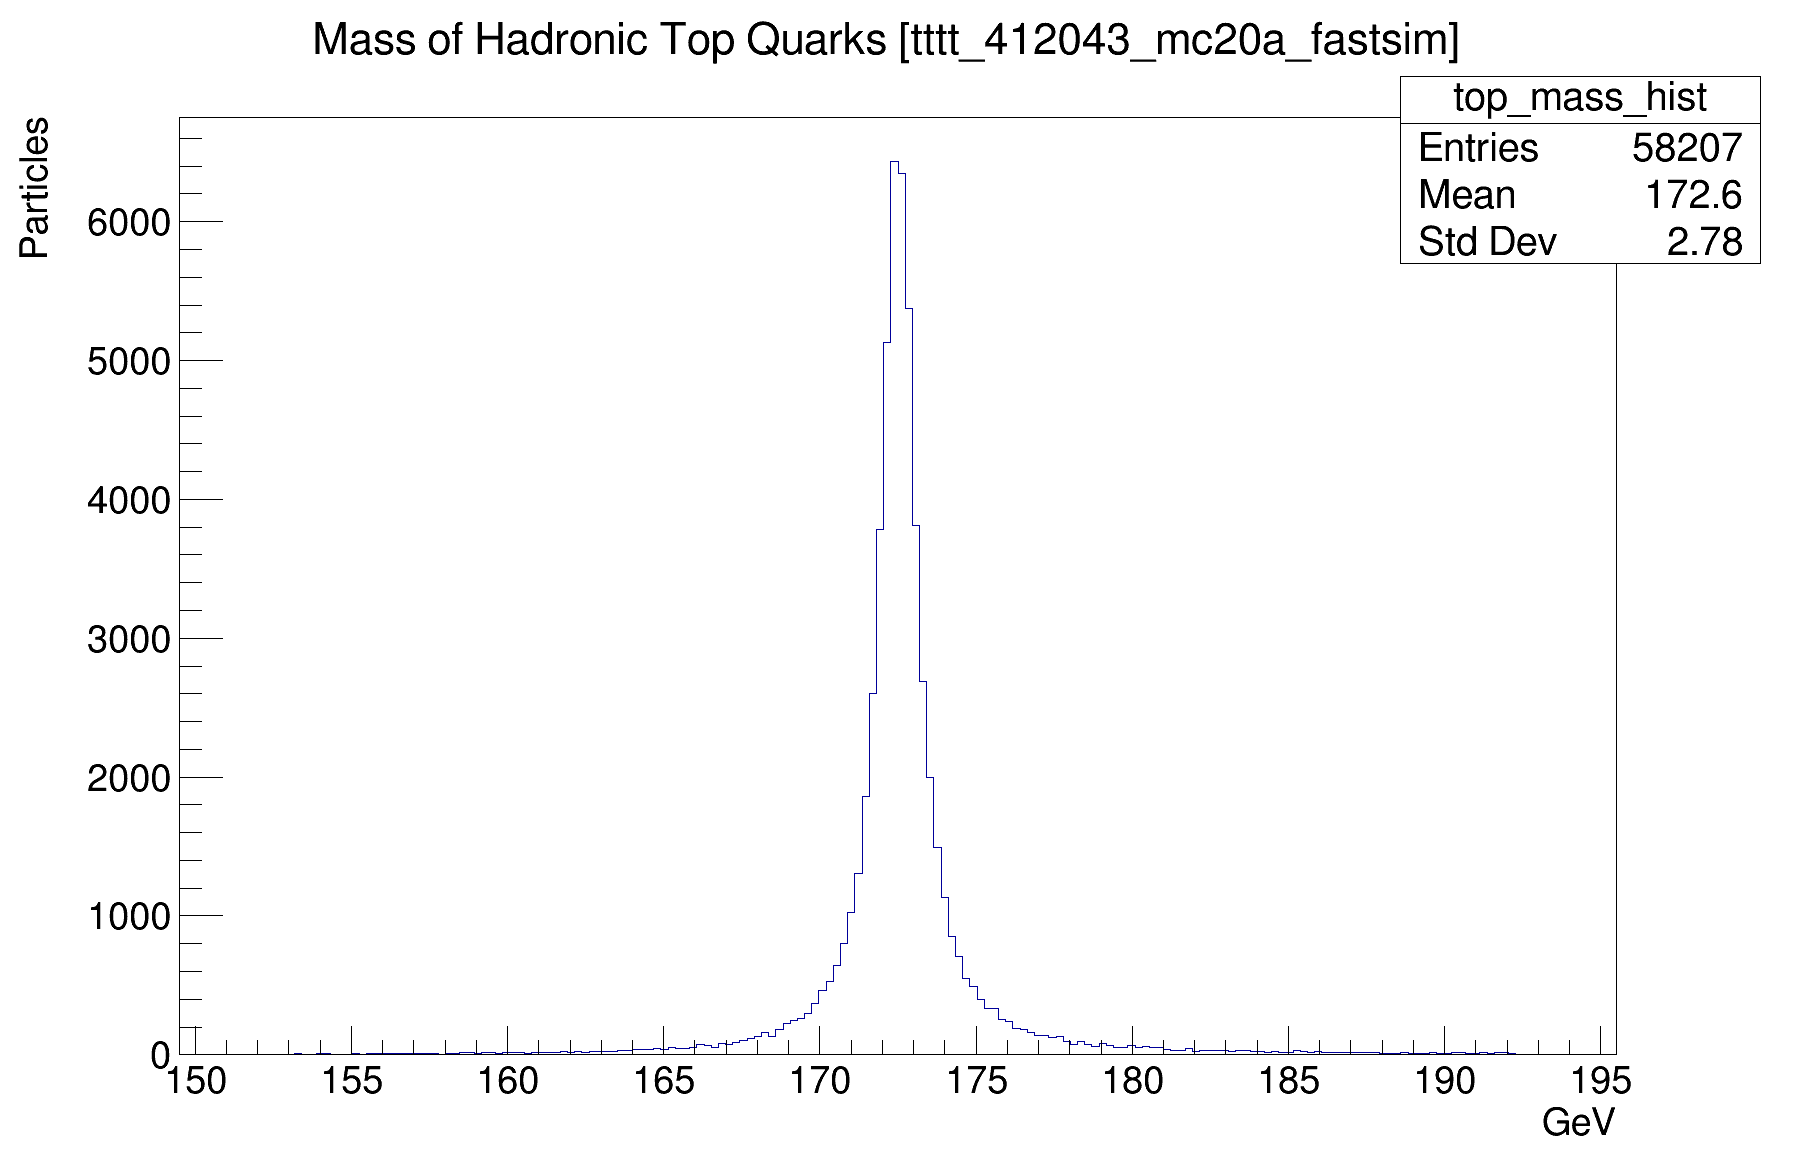 Mass of Hadronic Top Quarks [tttt_412043_mc20a_fastsim]
top_mass_hist
Entries 58207
Mean 172.6
Std Dev 2.78
Particles
6000
5000
4000
3000
2000
1000
0
150 155 160 165 170 175 180 185 190 195
GeV